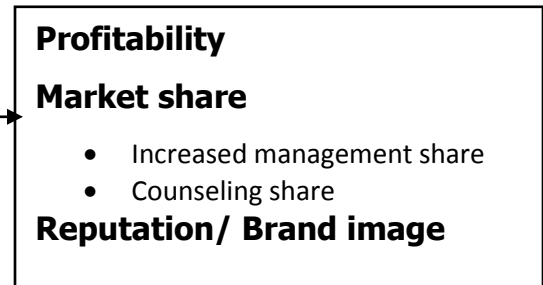 Profitability
Market share
• Increased management share
• Counseling share
Reputation/ Brand image